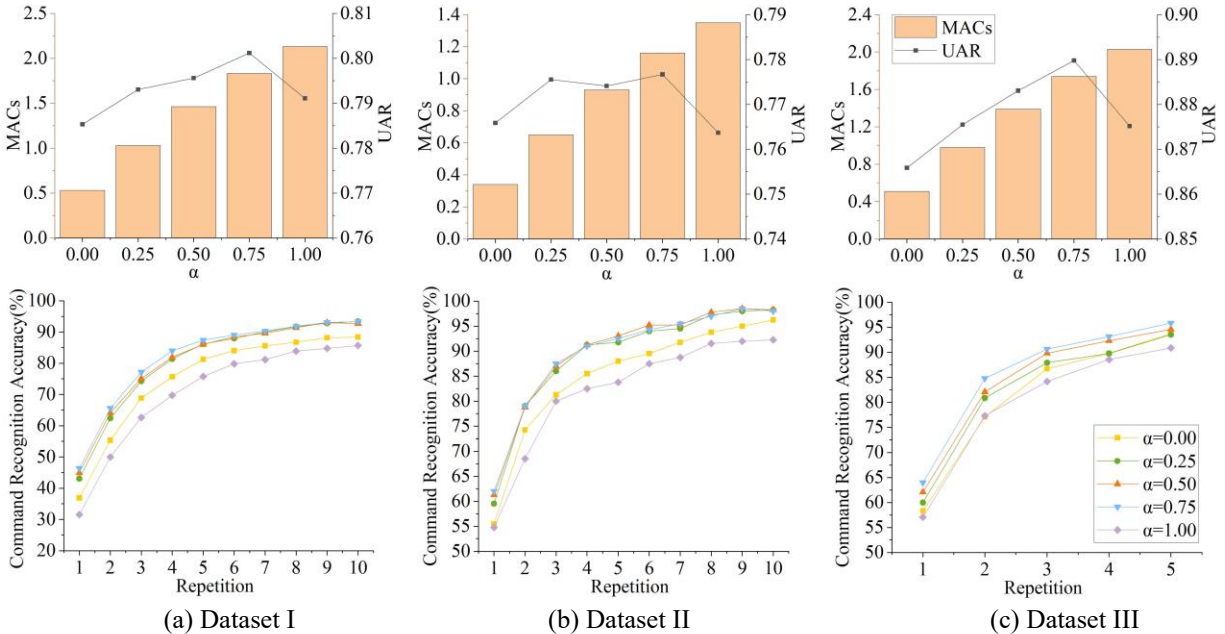 2.5
2.0
1.5
1.0
0.5
0.0
MACs
0.81
0.80
0.79
0.78
0.77
0.76
UAR
0.00 0.25 0.50 0.75 1.00
α
1.4
1.2
1.0
0.8
0.6
0.4
0.2
0.0
MACs
0.79
0.78
0.77
0.76
0.75
0.74
UAR
0.00 0.25 0.50 0.75 1.00
α
2.4
2.0
1.6
1.2
0.8
0.4
0.0
MACs
MACs
UAR
0.90
0.89
0.88
0.87
0.86
0.85
UAR
0.00 0.25 0.50 0.75 1.00
α
Command Recognition Accuracy(%)
100
90
80
70
60
50
40
30
20
1 2 3 4 5 6 7 8 9 10
Repetition
Command Recognition Accuracy(%)
100
95
90
85
80
75
70
65
60
55
50
1 2 3 4 5 6 7 8 9 10
Repetition
Command Recognition Accuracy(%)
100
95
90
85
80
75
70
65
60
55
50
α=0.00
α=0.25
α=0.50
α=0.75
α=1.00
1 2 3 4 5
Repetition
(a) Dataset I
(b) Dataset II
(c) Dataset III